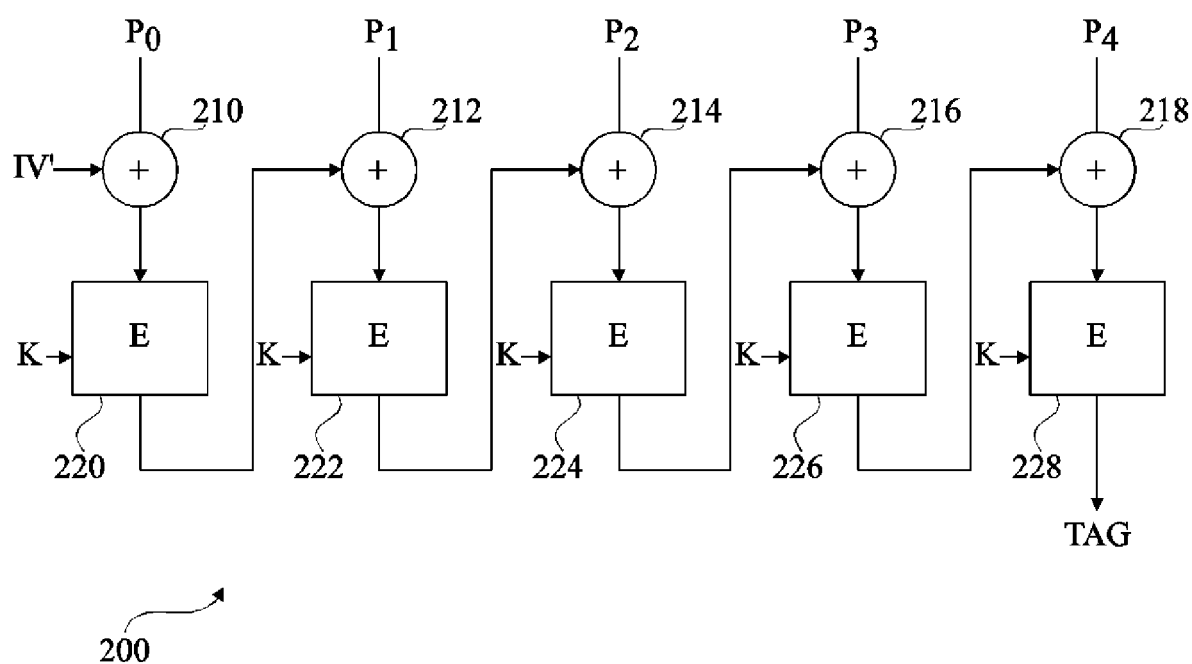 P0 P1 P2 P3 P4
210 212 214 216 218
IV' + + + + +
E E E E E
K K K K K
220 222 224 226 228
TAG
200